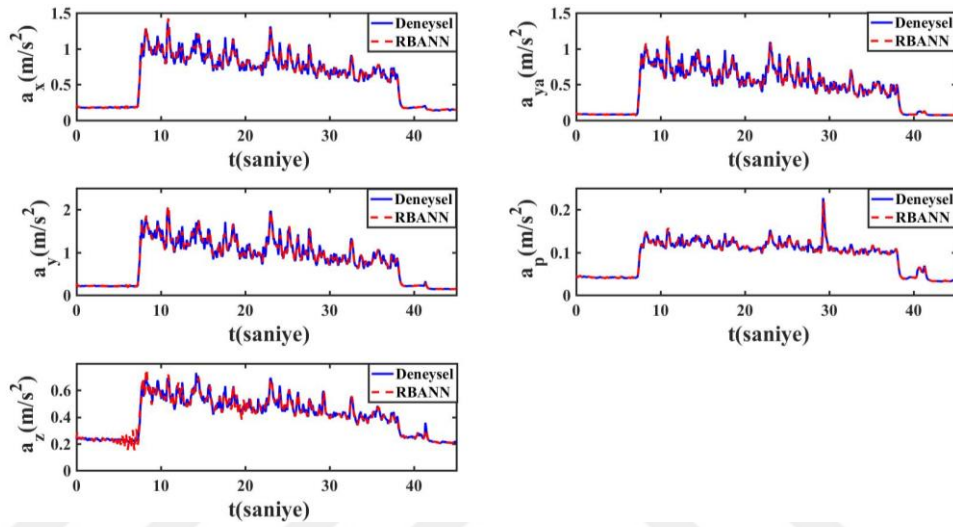 a_x(m/s^2)
1.5
1
0.5
0
Deneysel
RBANN
0 10 20 30 40
t(saniye)
a_ya(m/s^2)
1.5
1
0.5
0
Deneysel
RBANN
0 10 20 30 40
t(saniye)
a_y(m/s^2)
2
1
0
Deneysel
RBANN
0 10 20 30 40
t(saniye)
a_p(m/s^2)
0.2
0.1
0
Deneysel
RBANN
0 10 20 30 40
t(saniye)
a_z(m/s^2)
0.6
0.4
0.2
0
Deneysel
RBANN
0 10 20 30 40
t(saniye)